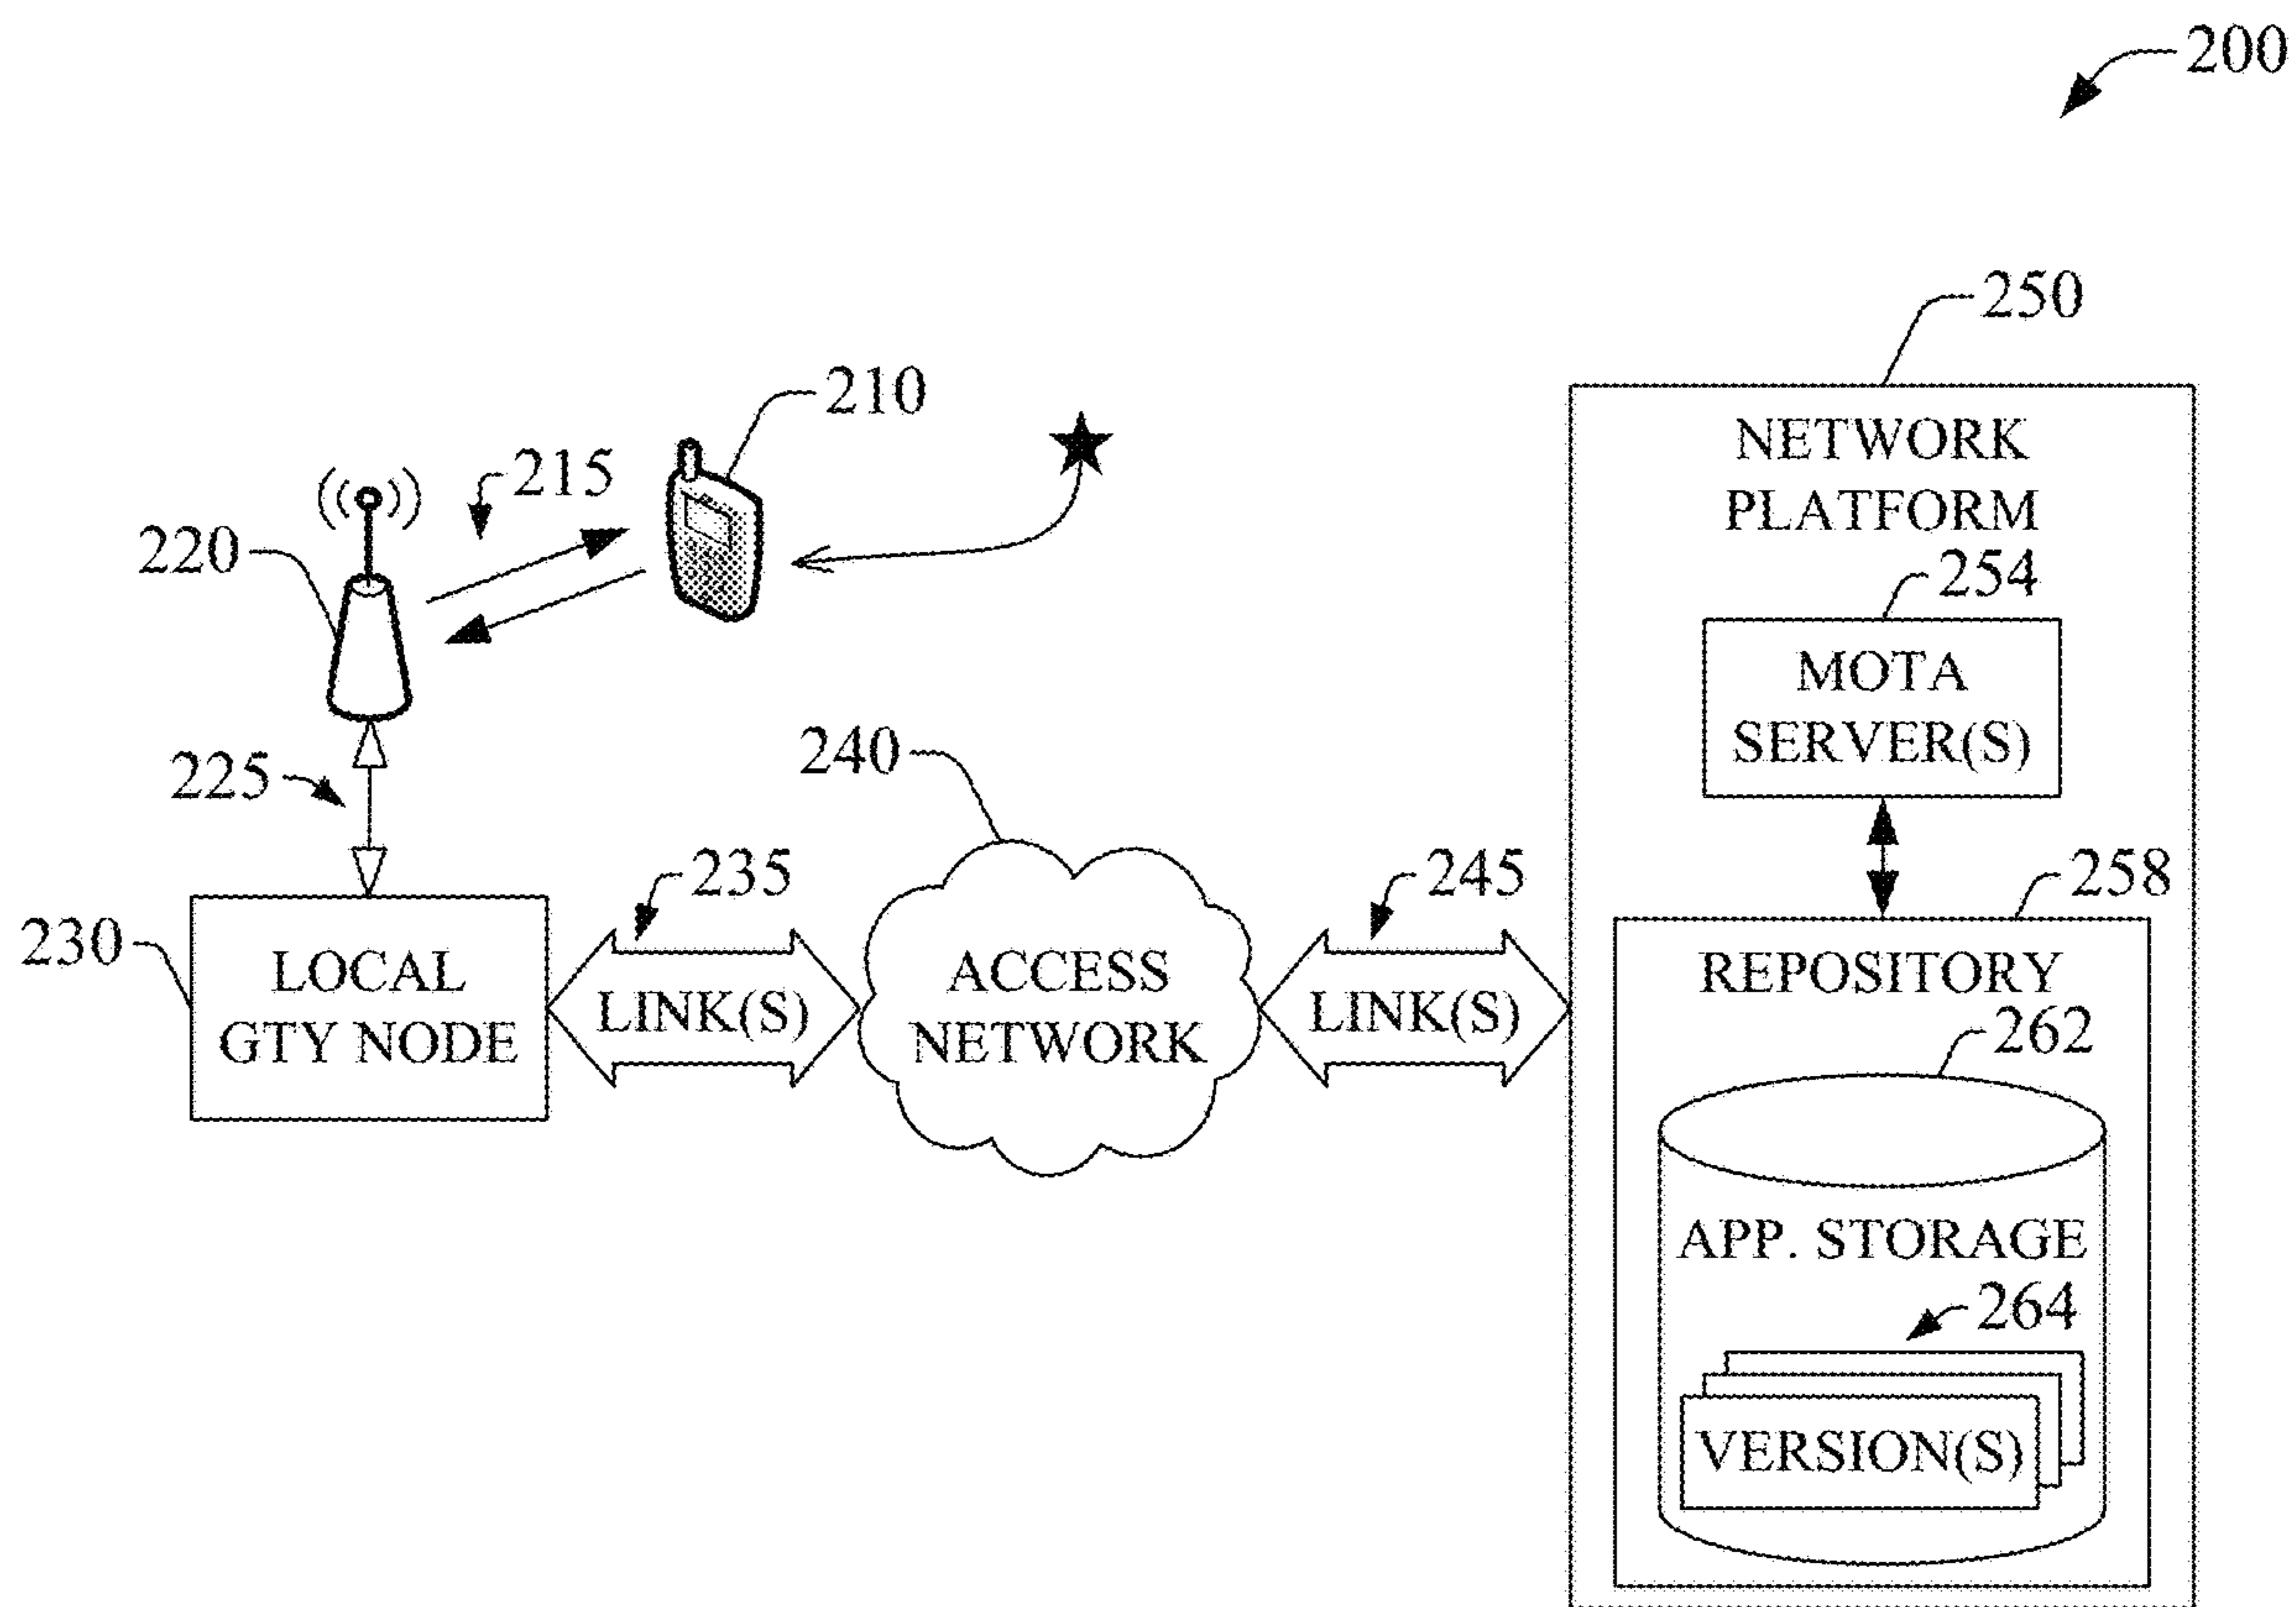 200
250
NETWORK
PLATFORM
210
215
220
254
MOTA
SERVER(S)
225
240
235
245
258
230
LOCAL
GTY NODE
LINK(S)
ACCESS
NETWORK
LINK(S)
REPOSITORY
262
APP. STORAGE
264
VERSION(S)